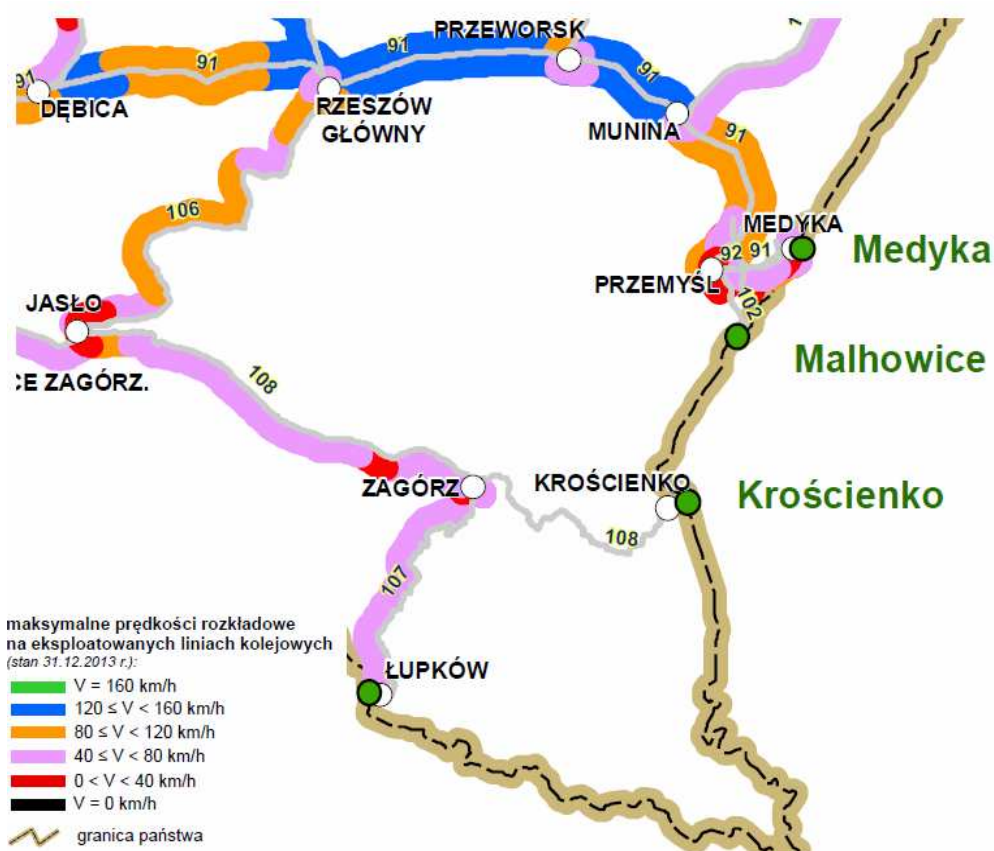 PRZEWORSK
91
91
91
91
DĘBICA
RZESZÓW
GŁÓWNY
MUNINA
91
106
MEDYKA
Medyka
92
91
PRZEMYŚL
102
JASŁO
Malhowice
CE ZAGÓRZ.
108
ZAGÓRZ
KROŚCIENKO
Krościenko
108
107
maksymalne prędkości rozkładowe
na eksploatowanych liniach kolejowych
(stan 31.12.2013 r.):
ŁUPKÓW
V = 160 km/h
120 ≤ V < 160 km/h
80 ≤ V < 120 km/h
40 ≤ V < 80 km/h
0 < V < 40 km/h
V = 0 km/h
granica państwa